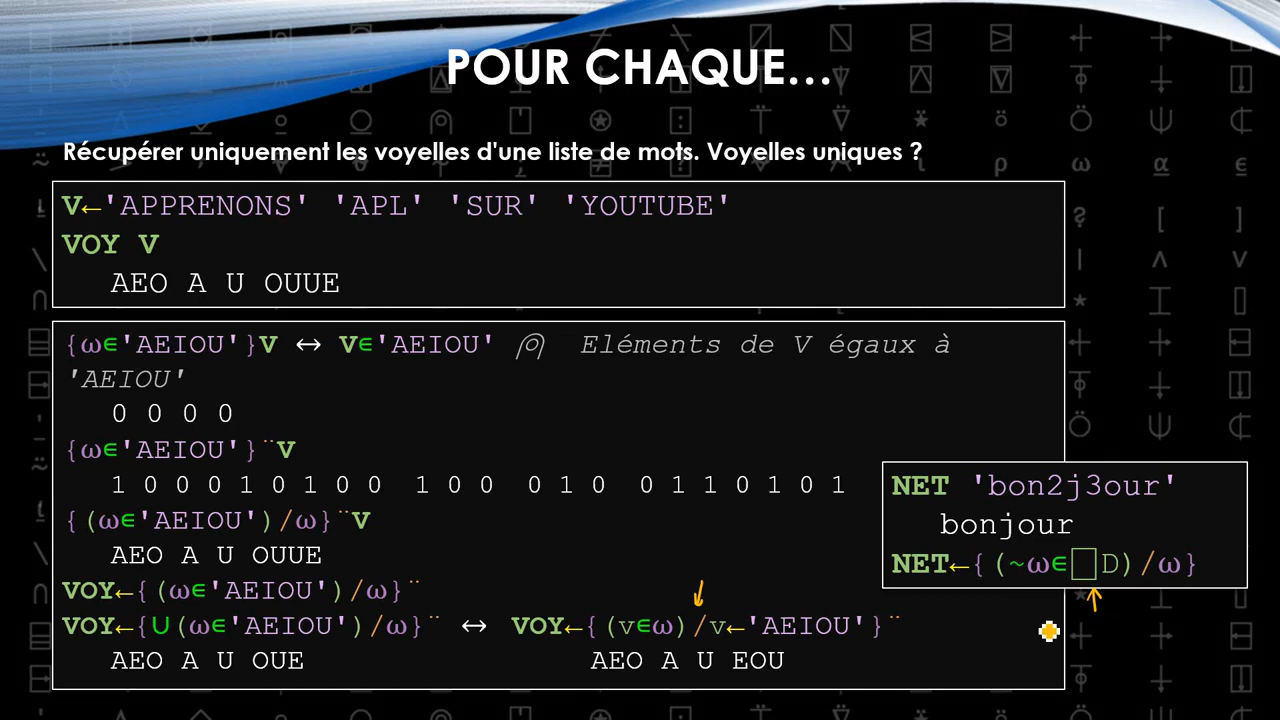 POUR CHAQUE...
Récupérer uniquement les voyelles d'une liste de mots. Voyelles uniques ?
V←'APPRENONS' 'APL' 'SUR' 'YOUTUBE'
VOY V
AEO A U OUUE
{⍵∊'AEIOU'}V ↔ V∊'AEIOU' ⍝ Eléments de V égaux à
'AEIOU'
0 0 0 0
{⍵∊'AEIOU'}¨V
1 0 0 0 1 0 1 0 0 1 0 0 0 1 0 0 1 1 0 1 0 1
{(⍵∊'AEIOU')/⍵}¨V
AEO A U OUUE
VOY←{(⍵∊'AEIOU')/⍵}¨
VOY←{∪(⍵∊'AEIOU')/⍵}¨ ↔ VOY←{(v∊⍵)/v←'AEIOU'}¨
AEO A U OUE AEO A U EOU
NET 'bon2j3our'
bonjour
NET←{(~⍵∊⎕D)/⍵}